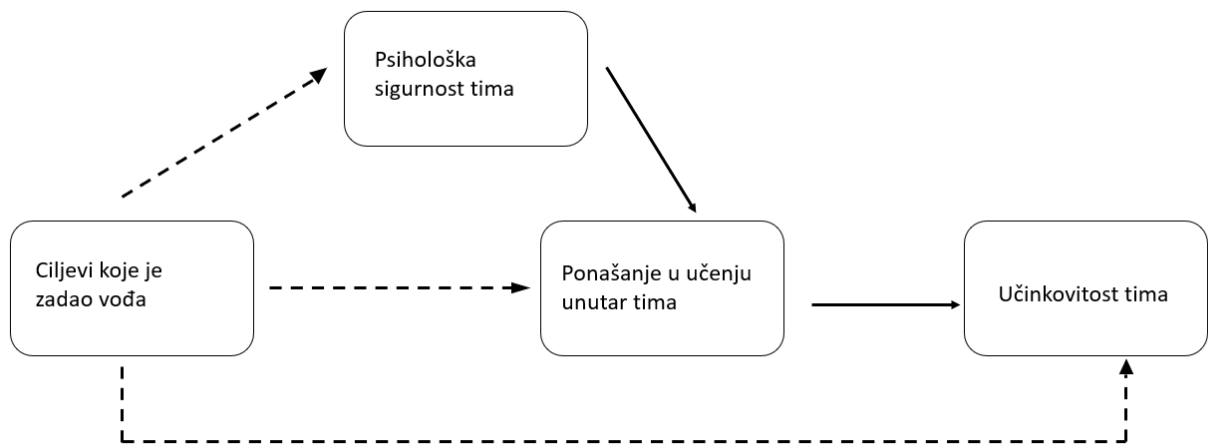 Psihološka
sigurnost tima
Ciljevi koje je
zadao vođa
Ponašanje u učenju
unutar tima
Učinkovitost tima